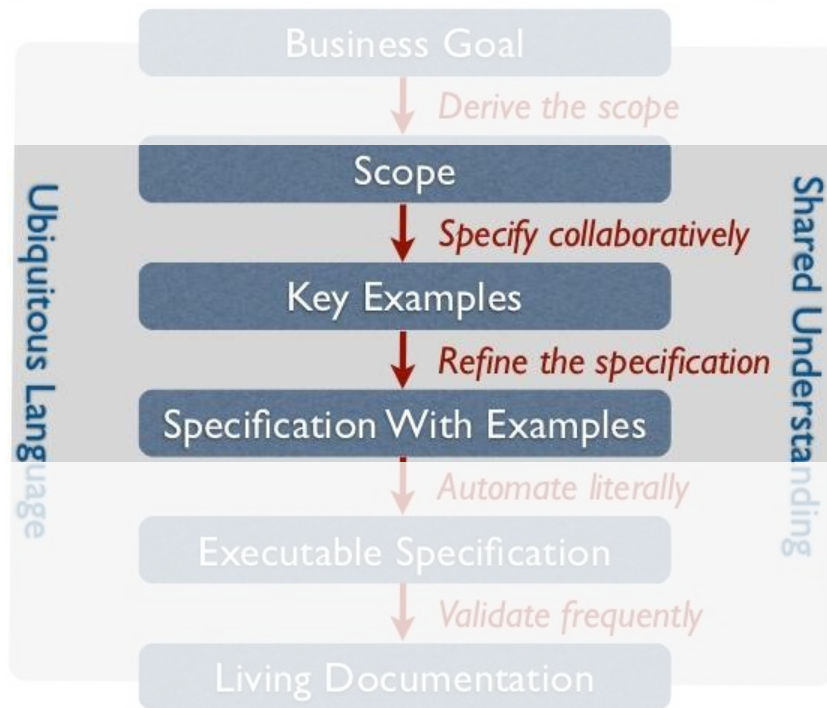 Business Goal
Derive the scope
Scope
Specify collaboratively
Key Examples
Refine the specification
Specification With Examples
Automate literally
Executable Specification
Validate frequently
Living Documentation
Ubiquitous Language
Shared Understanding